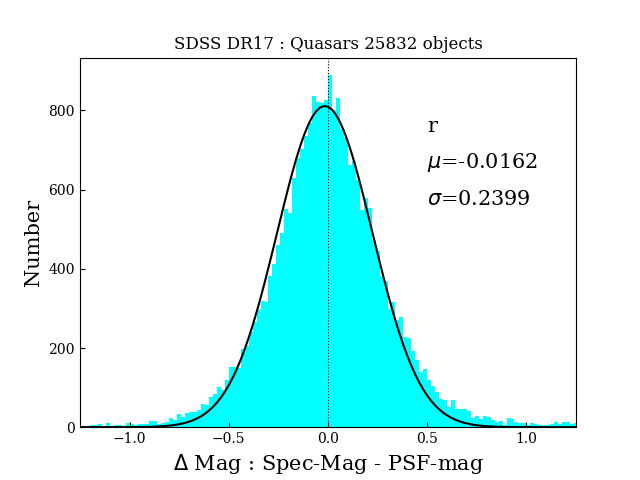 SDSS DR17 : Quasars 25832 objects
r
μ=-0.0162
σ=0.2399
Number
800
600
400
200
0
−1.0 −0.5 0.0 0.5 1.0
Δ Mag : Spec-Mag - PSF-mag